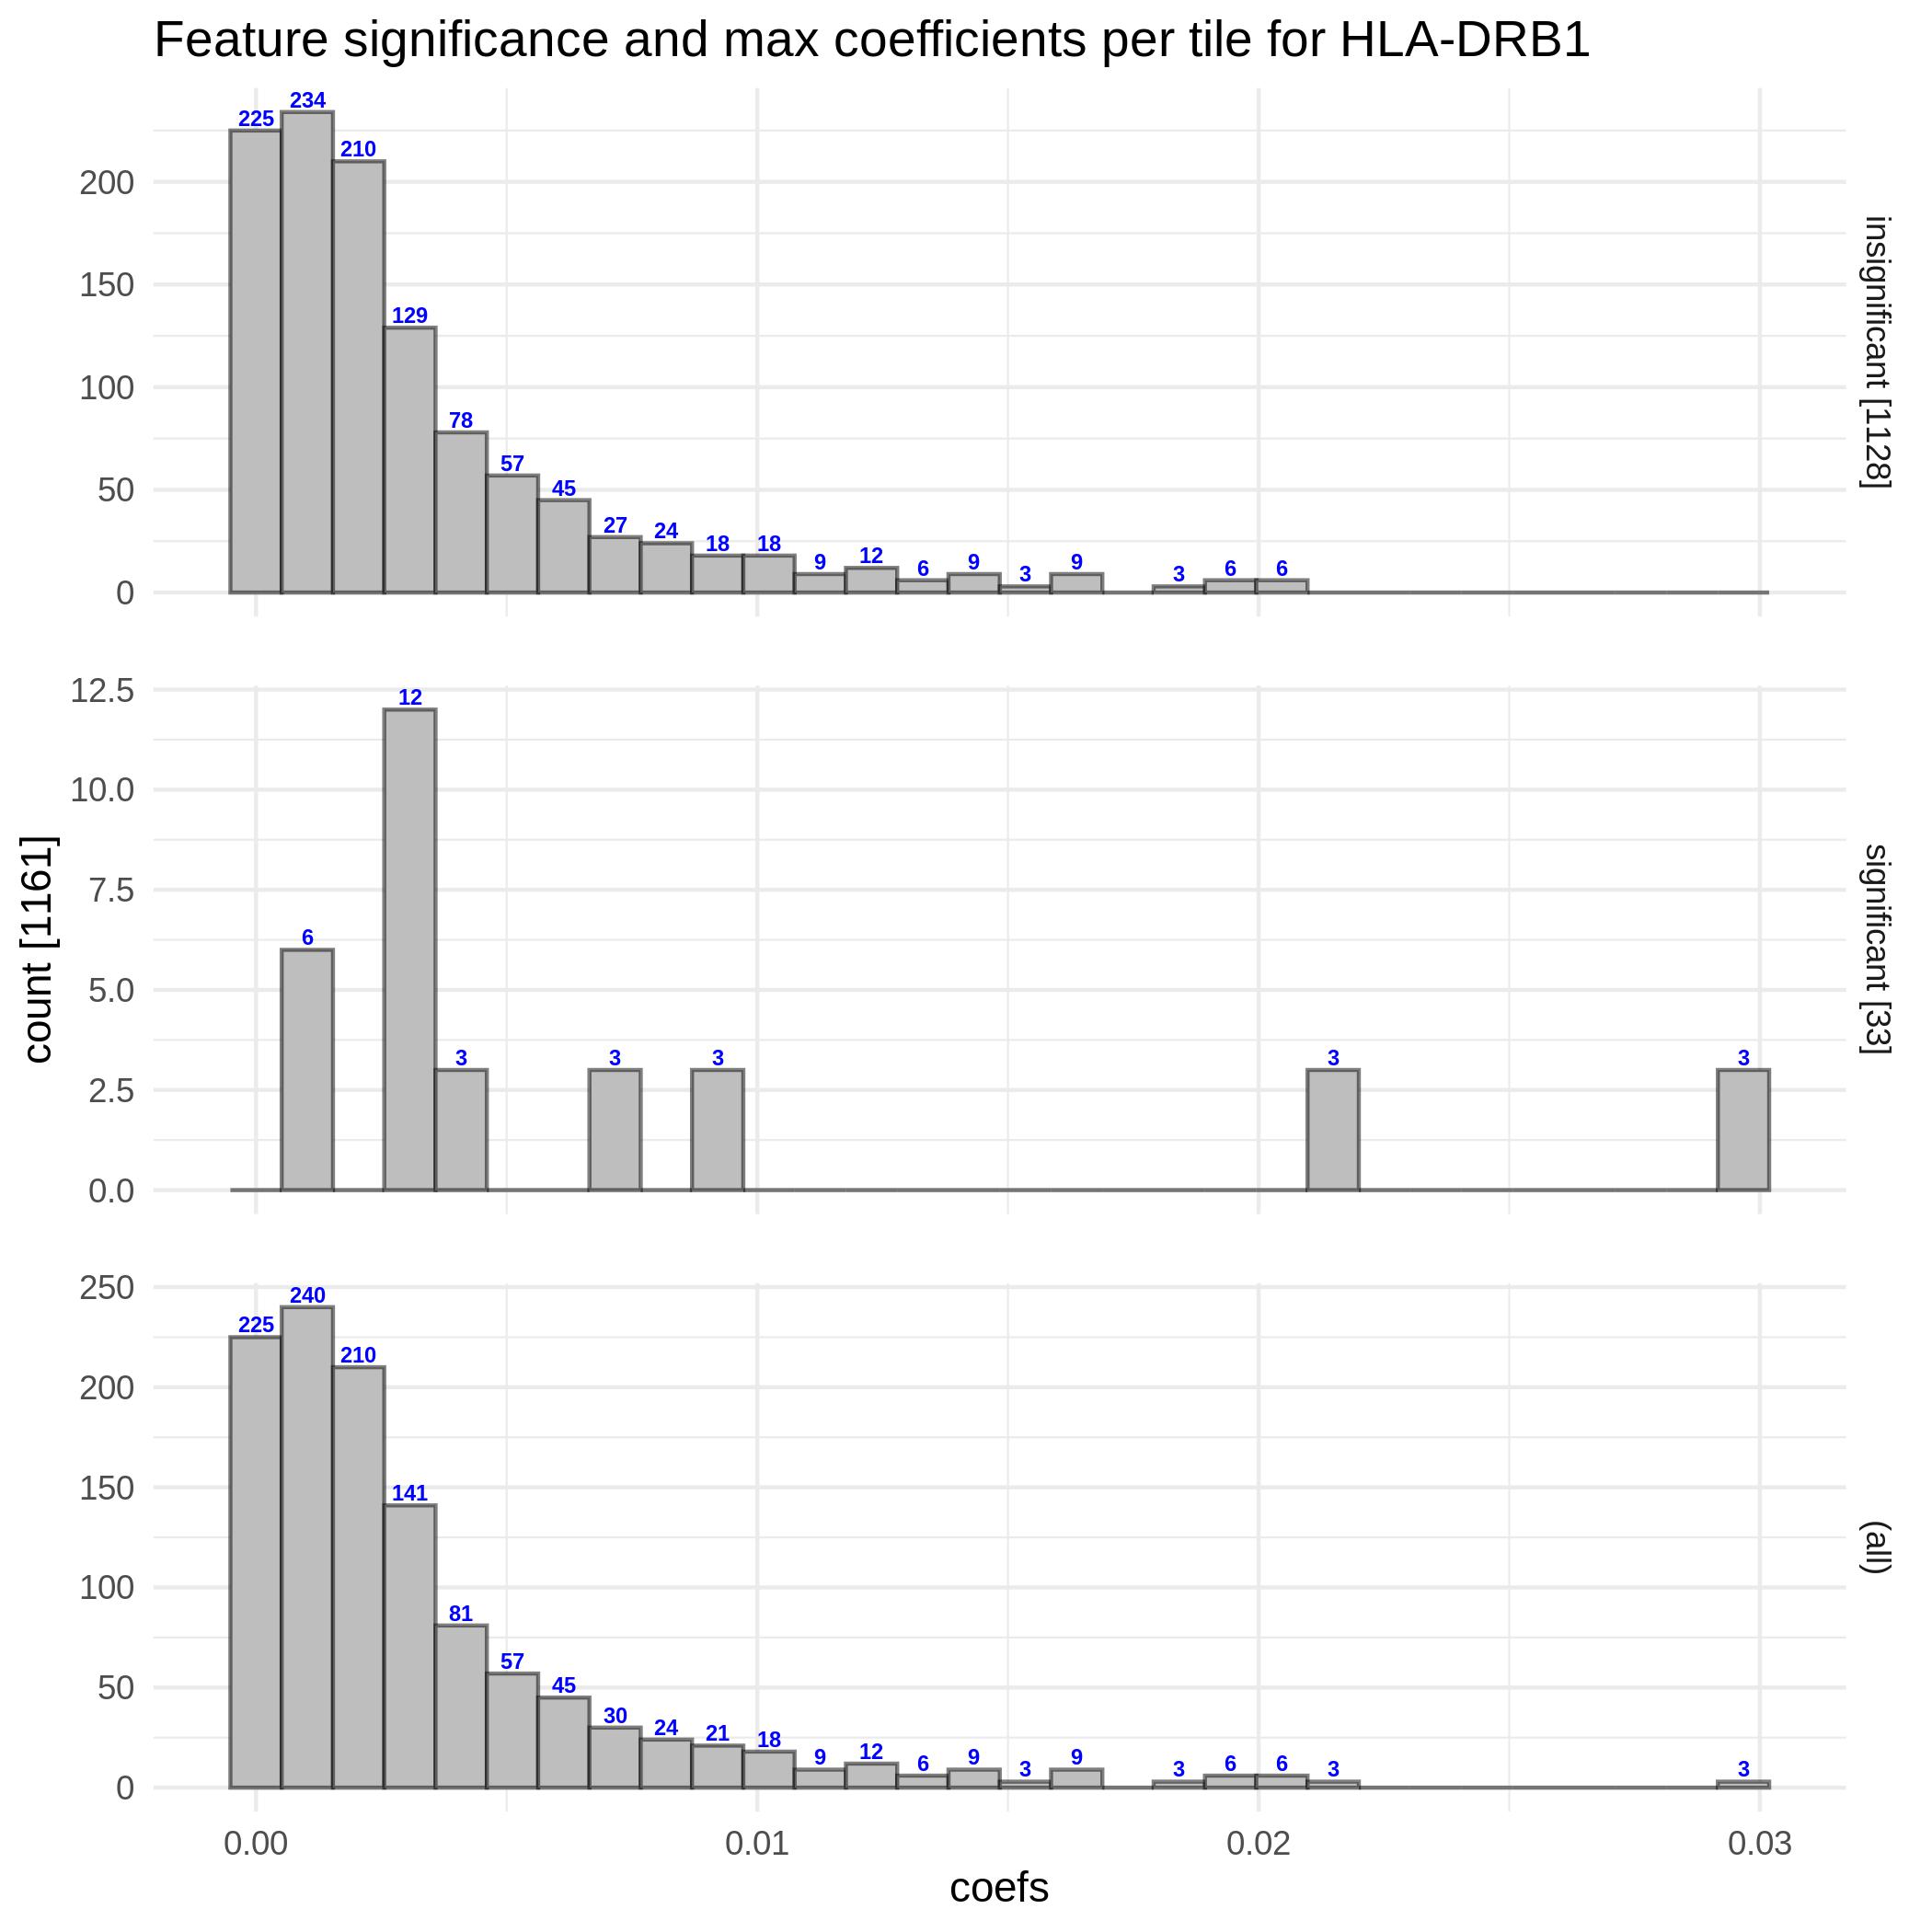 Feature significance and max coefficients per tile for HLA-DRB1
225 234 210 129 78 57 45 27 24 18 18 9 12 6 9 3 9 3 6 6
200
150
100
50
0
insignificant [1128]
12.5
10.0
7.5
5.0
2.5
0.0
6 12 3 3 3 3 3
significant [33]
count [1161]
250
200
150
100
50
0
225 240 210 141 81 57 45 30 24 21 18 9 12 6 9 3 9 3 6 6 3 3
(all)
0.00 0.01 0.02 0.03
coefs